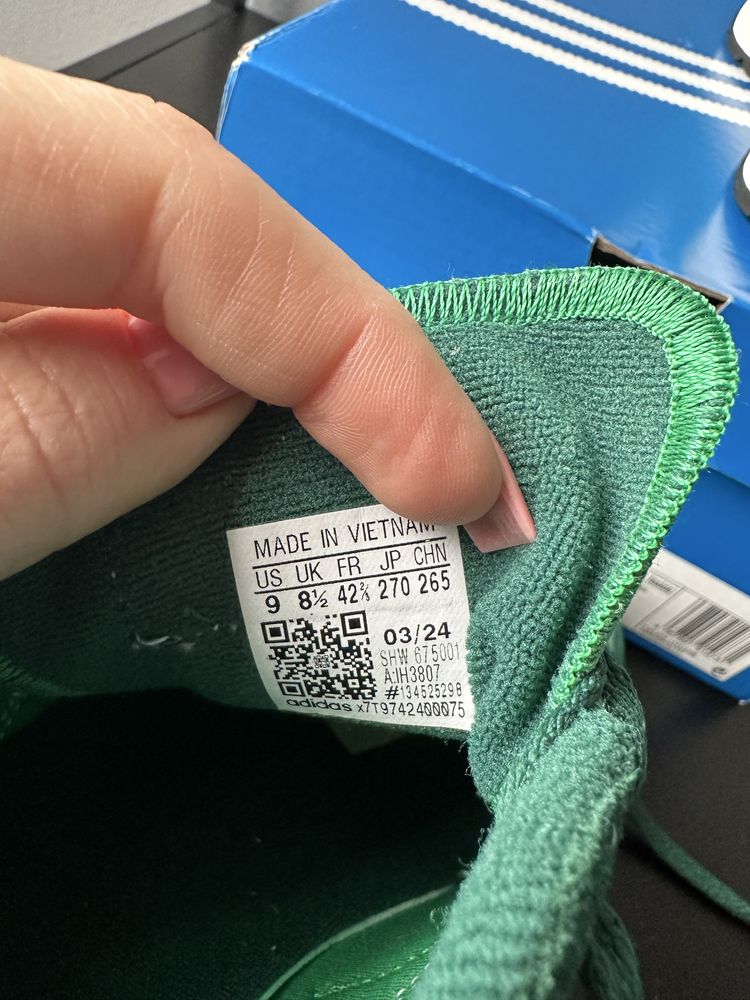 MADE IN VIETNAM
US UK FR JP CHN
9 8½ 42⅔ 270 265
03/24
SHW 675001
A:IH3807
#134525298
adidas x7T9742400075